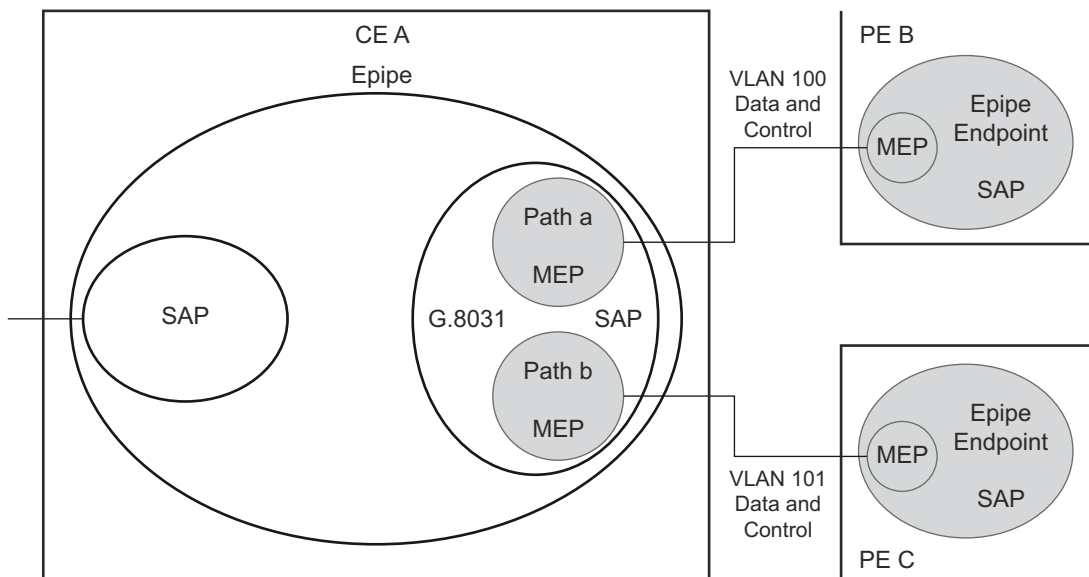 CE A
Epipe
SAP
Path a
MEP
G.8031
SAP
Path b
MEP
VLAN 100
Data and
Control
VLAN 101
Data and
Control
PE B
Epipe
Endpoint
MEP
SAP
Epipe
Endpoint
MEP
SAP
PE C